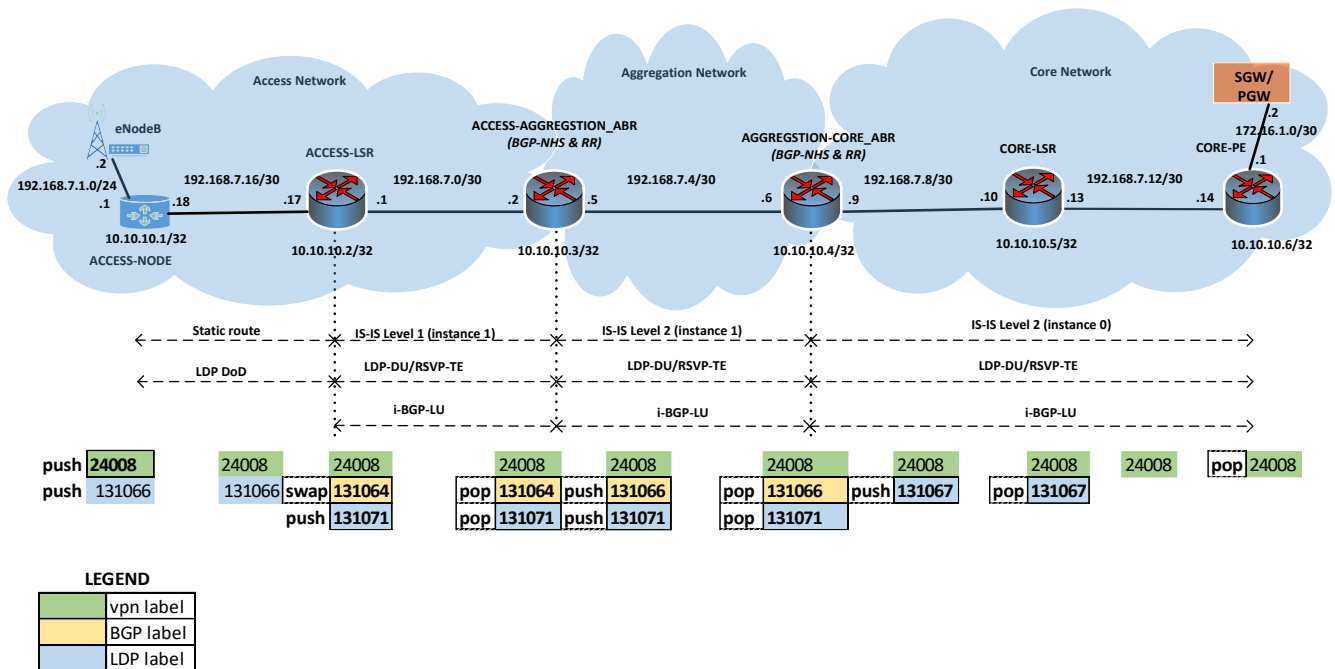 Access Network
Aggregation Network
Core Network
SGW/
PGW
.2
172.16.1.0/30
.1
eNodeB
.2
192.168.7.1.0/24
.1
.18
10.10.10.1/32
ACCESS-NODE
192.168.7.16/30
ACCESS-LSR
.17
.1
10.10.10.2/32
192.168.7.0/30
ACCESS-AGGREGSTION_ABR
(BGP-NHS & RR)
.2
.5
10.10.10.3/32
192.168.7.4/30
AGGREGSTION-CORE_ABR
(BGP-NHS & RR)
.6
.9
10.10.10.4/32
192.168.7.8/30
CORE-LSR
.10
.13
10.10.10.5/32
192.168.7.12/30
CORE-PE
.14
10.10.10.6/32
Static route
IS-IS Level 1 (instance 1)
IS-IS Level 2 (instance 1)
IS-IS Level 2 (instance 0)
LDP DoD
LDP-DU/RSVP-TE
LDP-DU/RSVP-TE
LDP-DU/RSVP-TE
i-BGP-LU
i-BGP-LU
i-BGP-LU
push 24008 24008 24008 24008 24008 24008 24008 24008 24008 pop 24008
push 131066 131066 swap 131064 pop 131064 push 131066 pop 131066 push 131067 pop 131067
push 131071 pop 131071 push 131071 pop 131071
LEGEND
vpn label
BGP label
LDP label